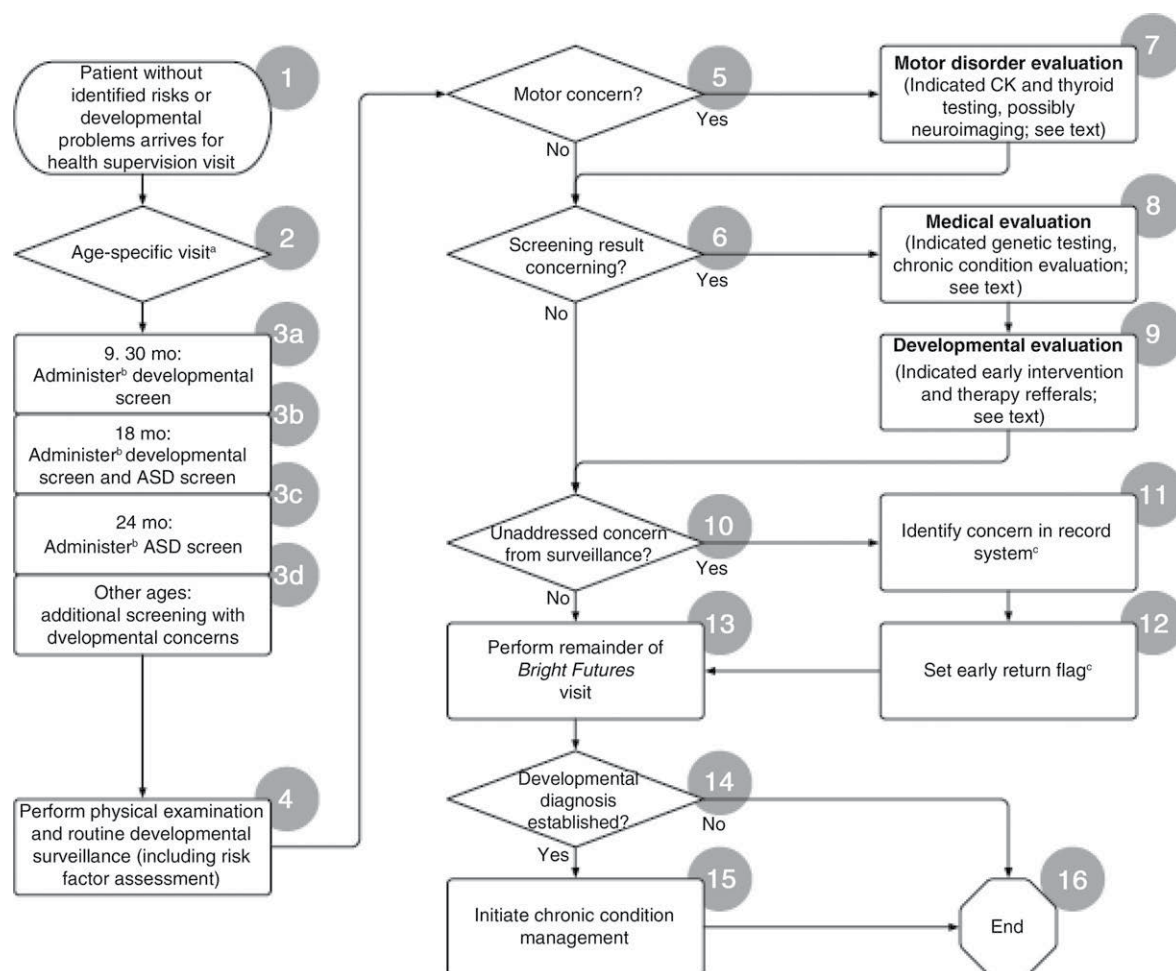 1
Patient without
identified risks or
developmental
problems arrives for
health supervision visit
2
Age-specific visitᵃ
3a
9. 30 mo:
Administerᵇ developmental
screen
3b
18 mo:
Administerᵇ developmental
screen and ASD screen
3c
24 mo:
Administerᵇ ASD screen
3d
Other ages:
additional screening with
dvelopmental concerns
4
Perform physical examination
and routine developmental
surveillance (including risk
factor assessment)
5
Motor concern?
Yes
No
7
Motor disorder evaluation
(Indicated CK and thyroid
testing, possibly
neuroimaging; see text)
6
Screening result
concerning?
Yes
No
8
Medical evaluation
(Indicated genetic testing,
chronic condition evaluation;
see text)
9
Developmental evaluation
(Indicated early intervention
and therapy refferals;
see text)
10
Unaddressed concern
from surveillance?
Yes
No
11
Identify concern in record
systemᶜ
12
Set early return flagᶜ
13
Perform remainder of
Bright Futures
visit
14
Developmental
diagnosis
established?
No
Yes
15
Initiate chronic condition
management
16
End